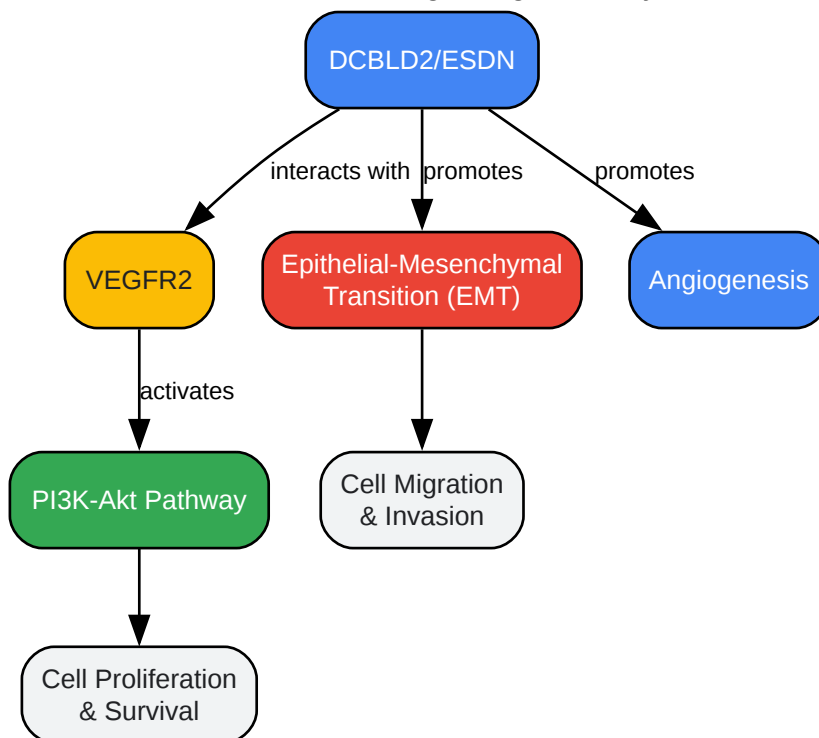 DCBLD2/ESDN
interacts with
promotes
promotes
VEGFR2
Epithelial-Mesenchymal
Transition (EMT)
Angiogenesis
activates
PI3K-Akt Pathway
Cell Migration
& Invasion
Cell Proliferation
& Survival